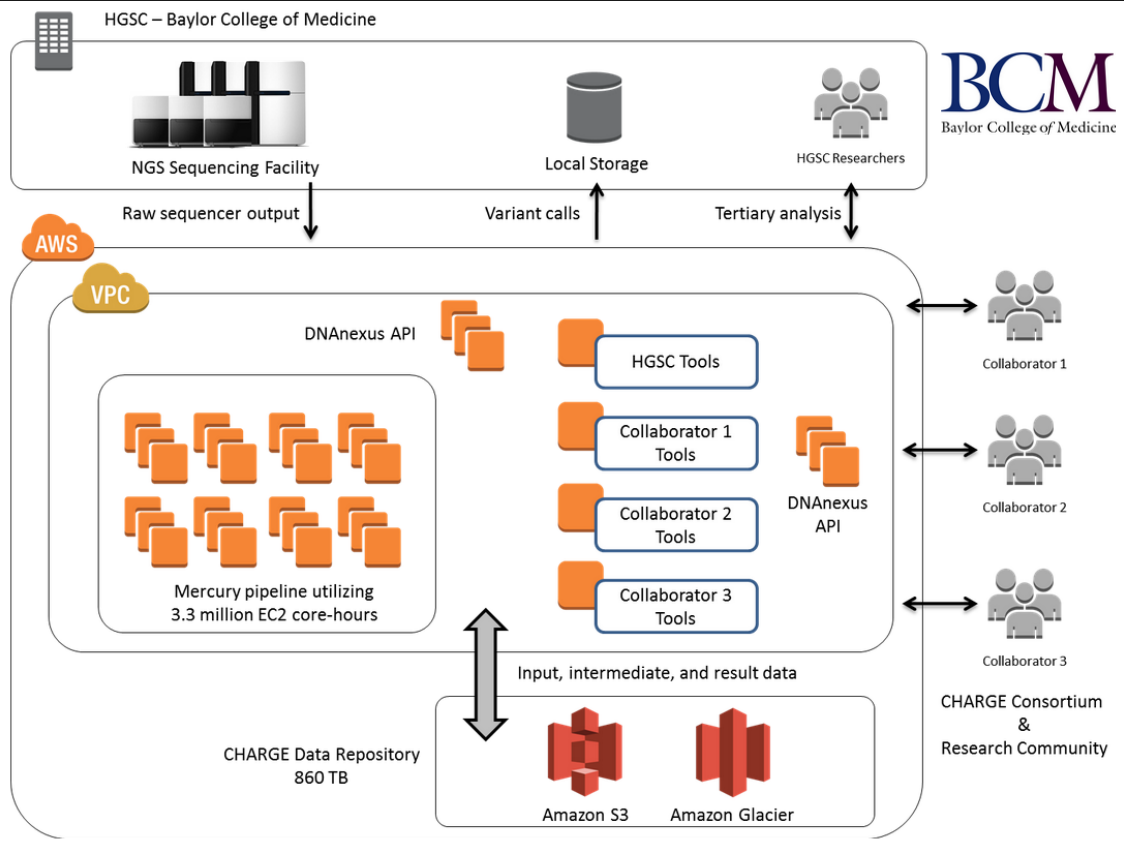 HGSC – Baylor College of Medicine
BCM
Baylor College of Medicine
NGS Sequencing Facility
Local Storage
HGSC Researchers
Raw sequencer output
Variant calls
Tertiary analysis
AWS
VPC
DNAnexus API
HGSC Tools
Collaborator 1
Tools
Collaborator 2
Tools
Collaborator 3
Tools
DNAnexus
API
Mercury pipeline utilizing
3.3 million EC2 core-hours
Collaborator 1
Collaborator 2
Collaborator 3
CHARGE Consortium
&
Research Community
Input, intermediate, and result data
CHARGE Data Repository
860 TB
Amazon S3
Amazon Glacier